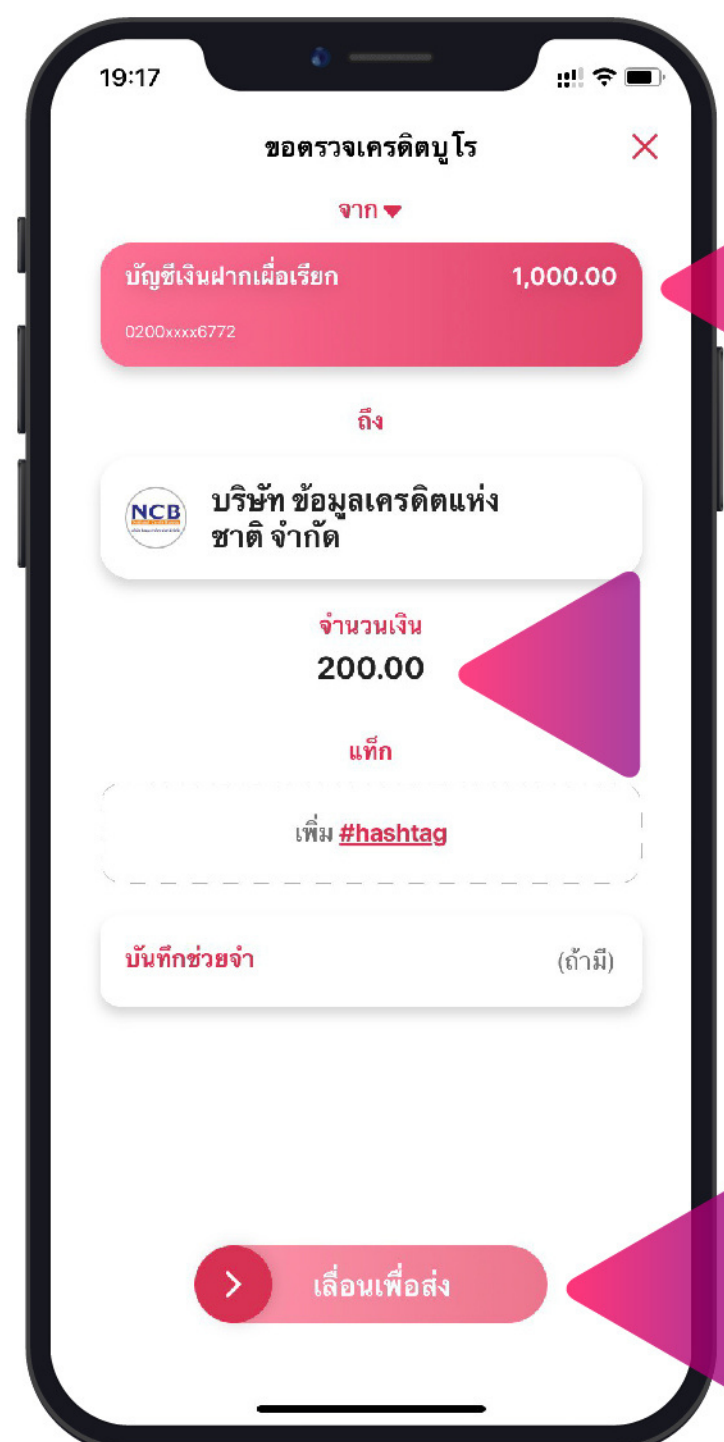 19:17
ขอตรวจเครดิตบูโร
จาก
บัญชีเงินฝากเผื่อเรียก 1,000.00
0200xxxx6772
ถึง
NCB
บริษัท ข้อมูลเครดิตแห่ง
ชาติ จำกัด
จำนวนเงิน
200.00
แท็ก
เพิ่ม #hashtag
บันทึกช่วยจำ (ถ้ามี)
เลื่อนเพื่อส่ง